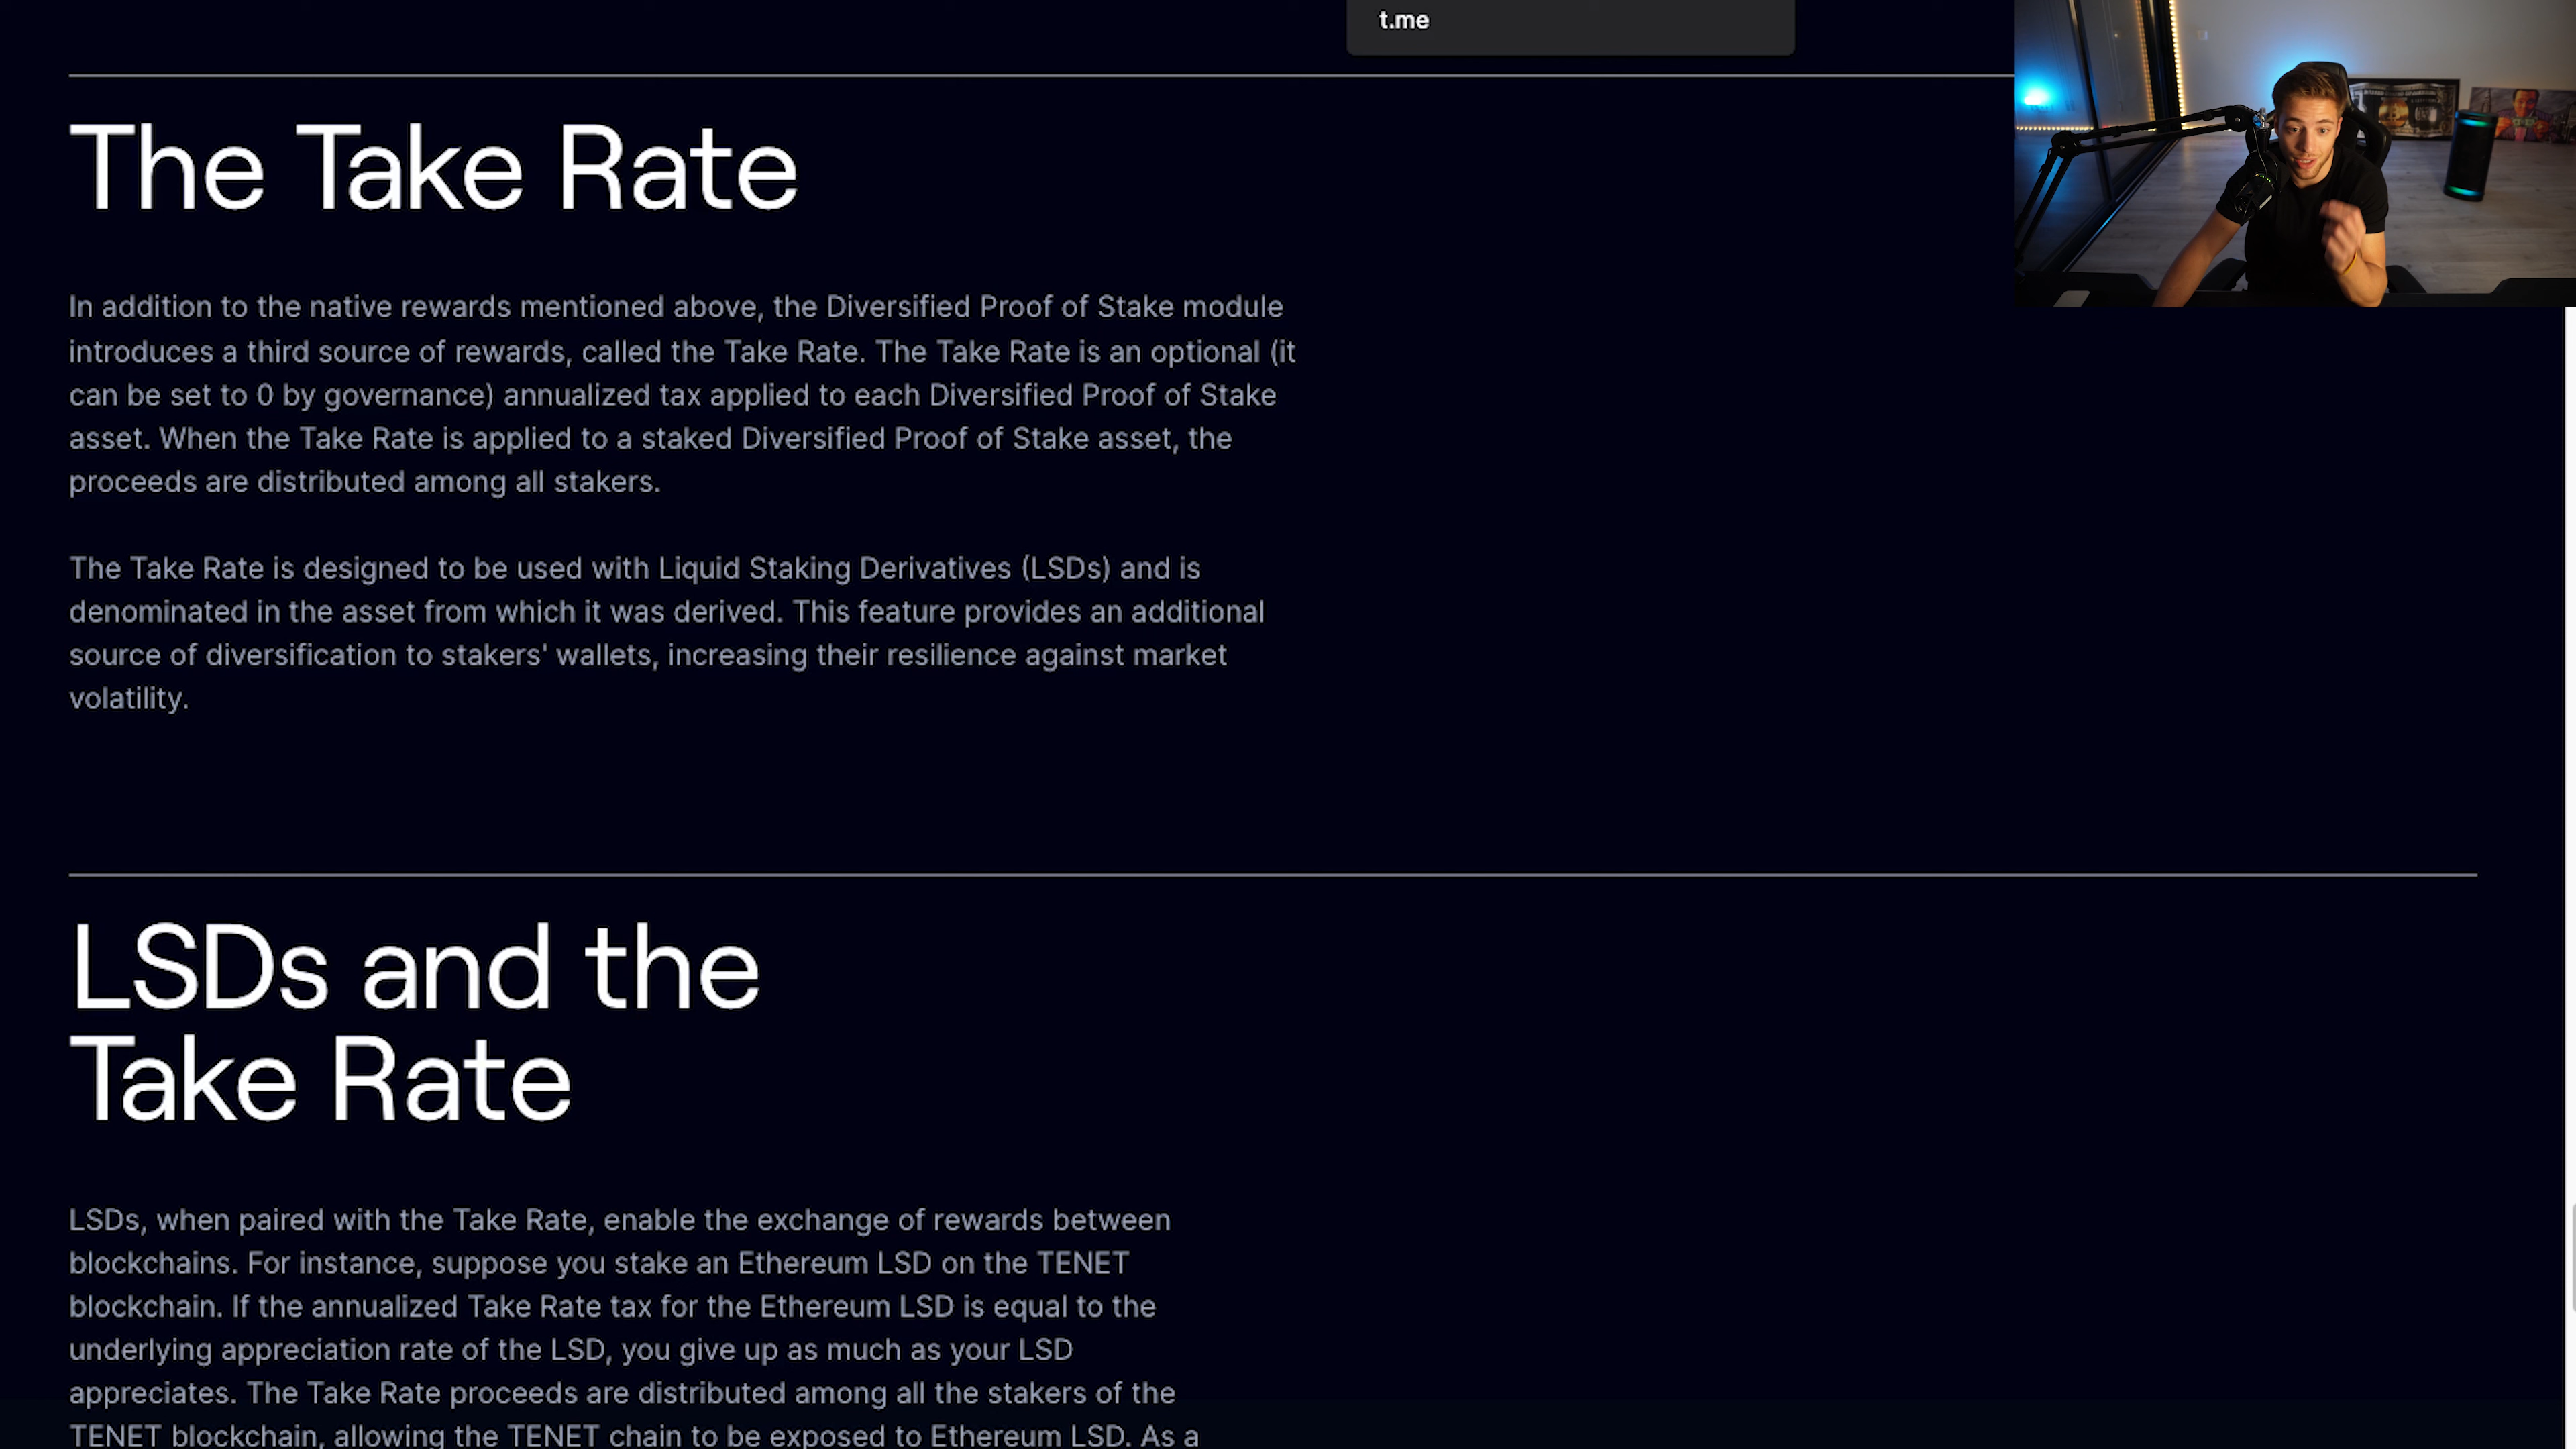 t.me
The Take Rate
In addition to the native rewards mentioned above, the Diversified Proof of Stake module
introduces a third source of rewards, called the Take Rate. The Take Rate is an optional (it
can be set to 0 by governance) annualized tax applied to each Diversified Proof of Stake
asset. When the Take Rate is applied to a staked Diversified Proof of Stake asset, the
proceeds are distributed among all stakers.
The Take Rate is designed to be used with Liquid Staking Derivatives (LSDs) and is
denominated in the asset from which it was derived. This feature provides an additional
source of diversification to stakers' wallets, increasing their resilience against market
volatility.
LSDs and the
Take Rate
LSDs, when paired with the Take Rate, enable the exchange of rewards between
blockchains. For instance, suppose you stake an Ethereum LSD on the TENET
blockchain. If the annualized Take Rate tax for the Ethereum LSD is equal to the
underlying appreciation rate of the LSD, you give up as much as your LSD
appreciates. The Take Rate proceeds are distributed among all the stakers of the
TENET blockchain, allowing the TENET chain to be exposed to Ethereum LSD. As a